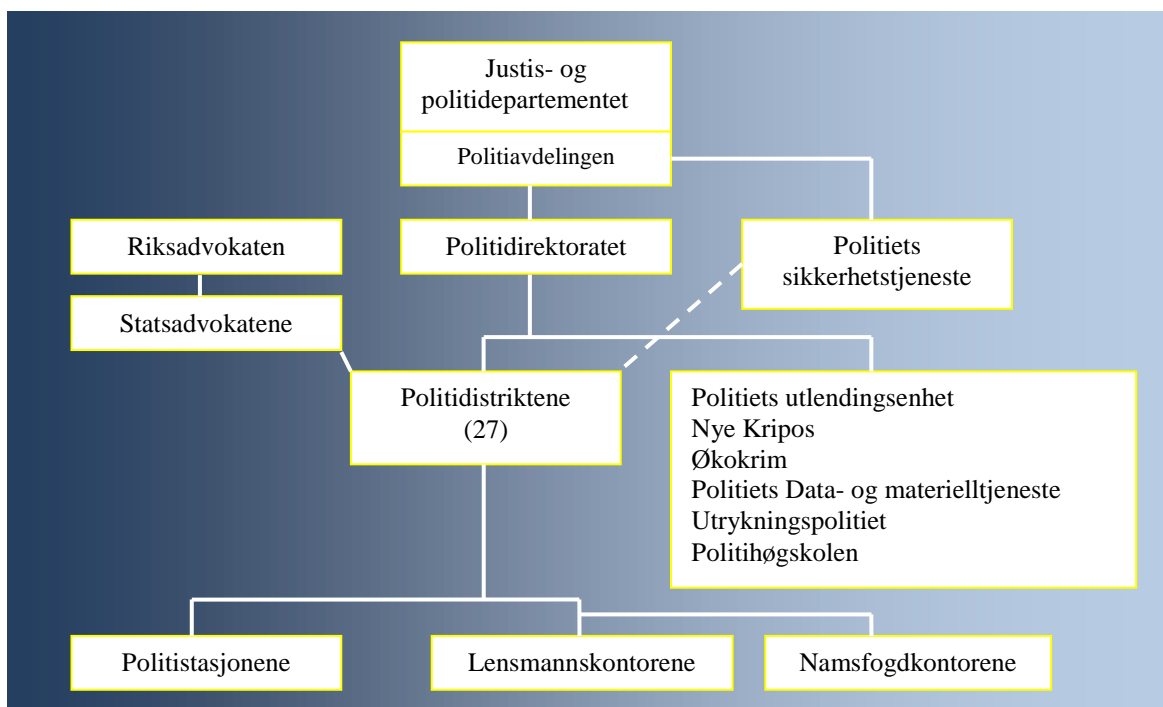 Justis- og
politidepartementet
Politiavdelingen
Riksadvokaten
Politidirektoratet
Politiets
sikkerhetstjeneste
Statsadvokatene
Politidistriktene
(27)
Politiets utlendingsenhet
Nye Kripos
Økokrim
Politiets Data- og materielltjeneste
Utrykningspolitiet
Politihøgskolen
Politistasjonene
Lensmannskontorene
Namsfogdkontorene